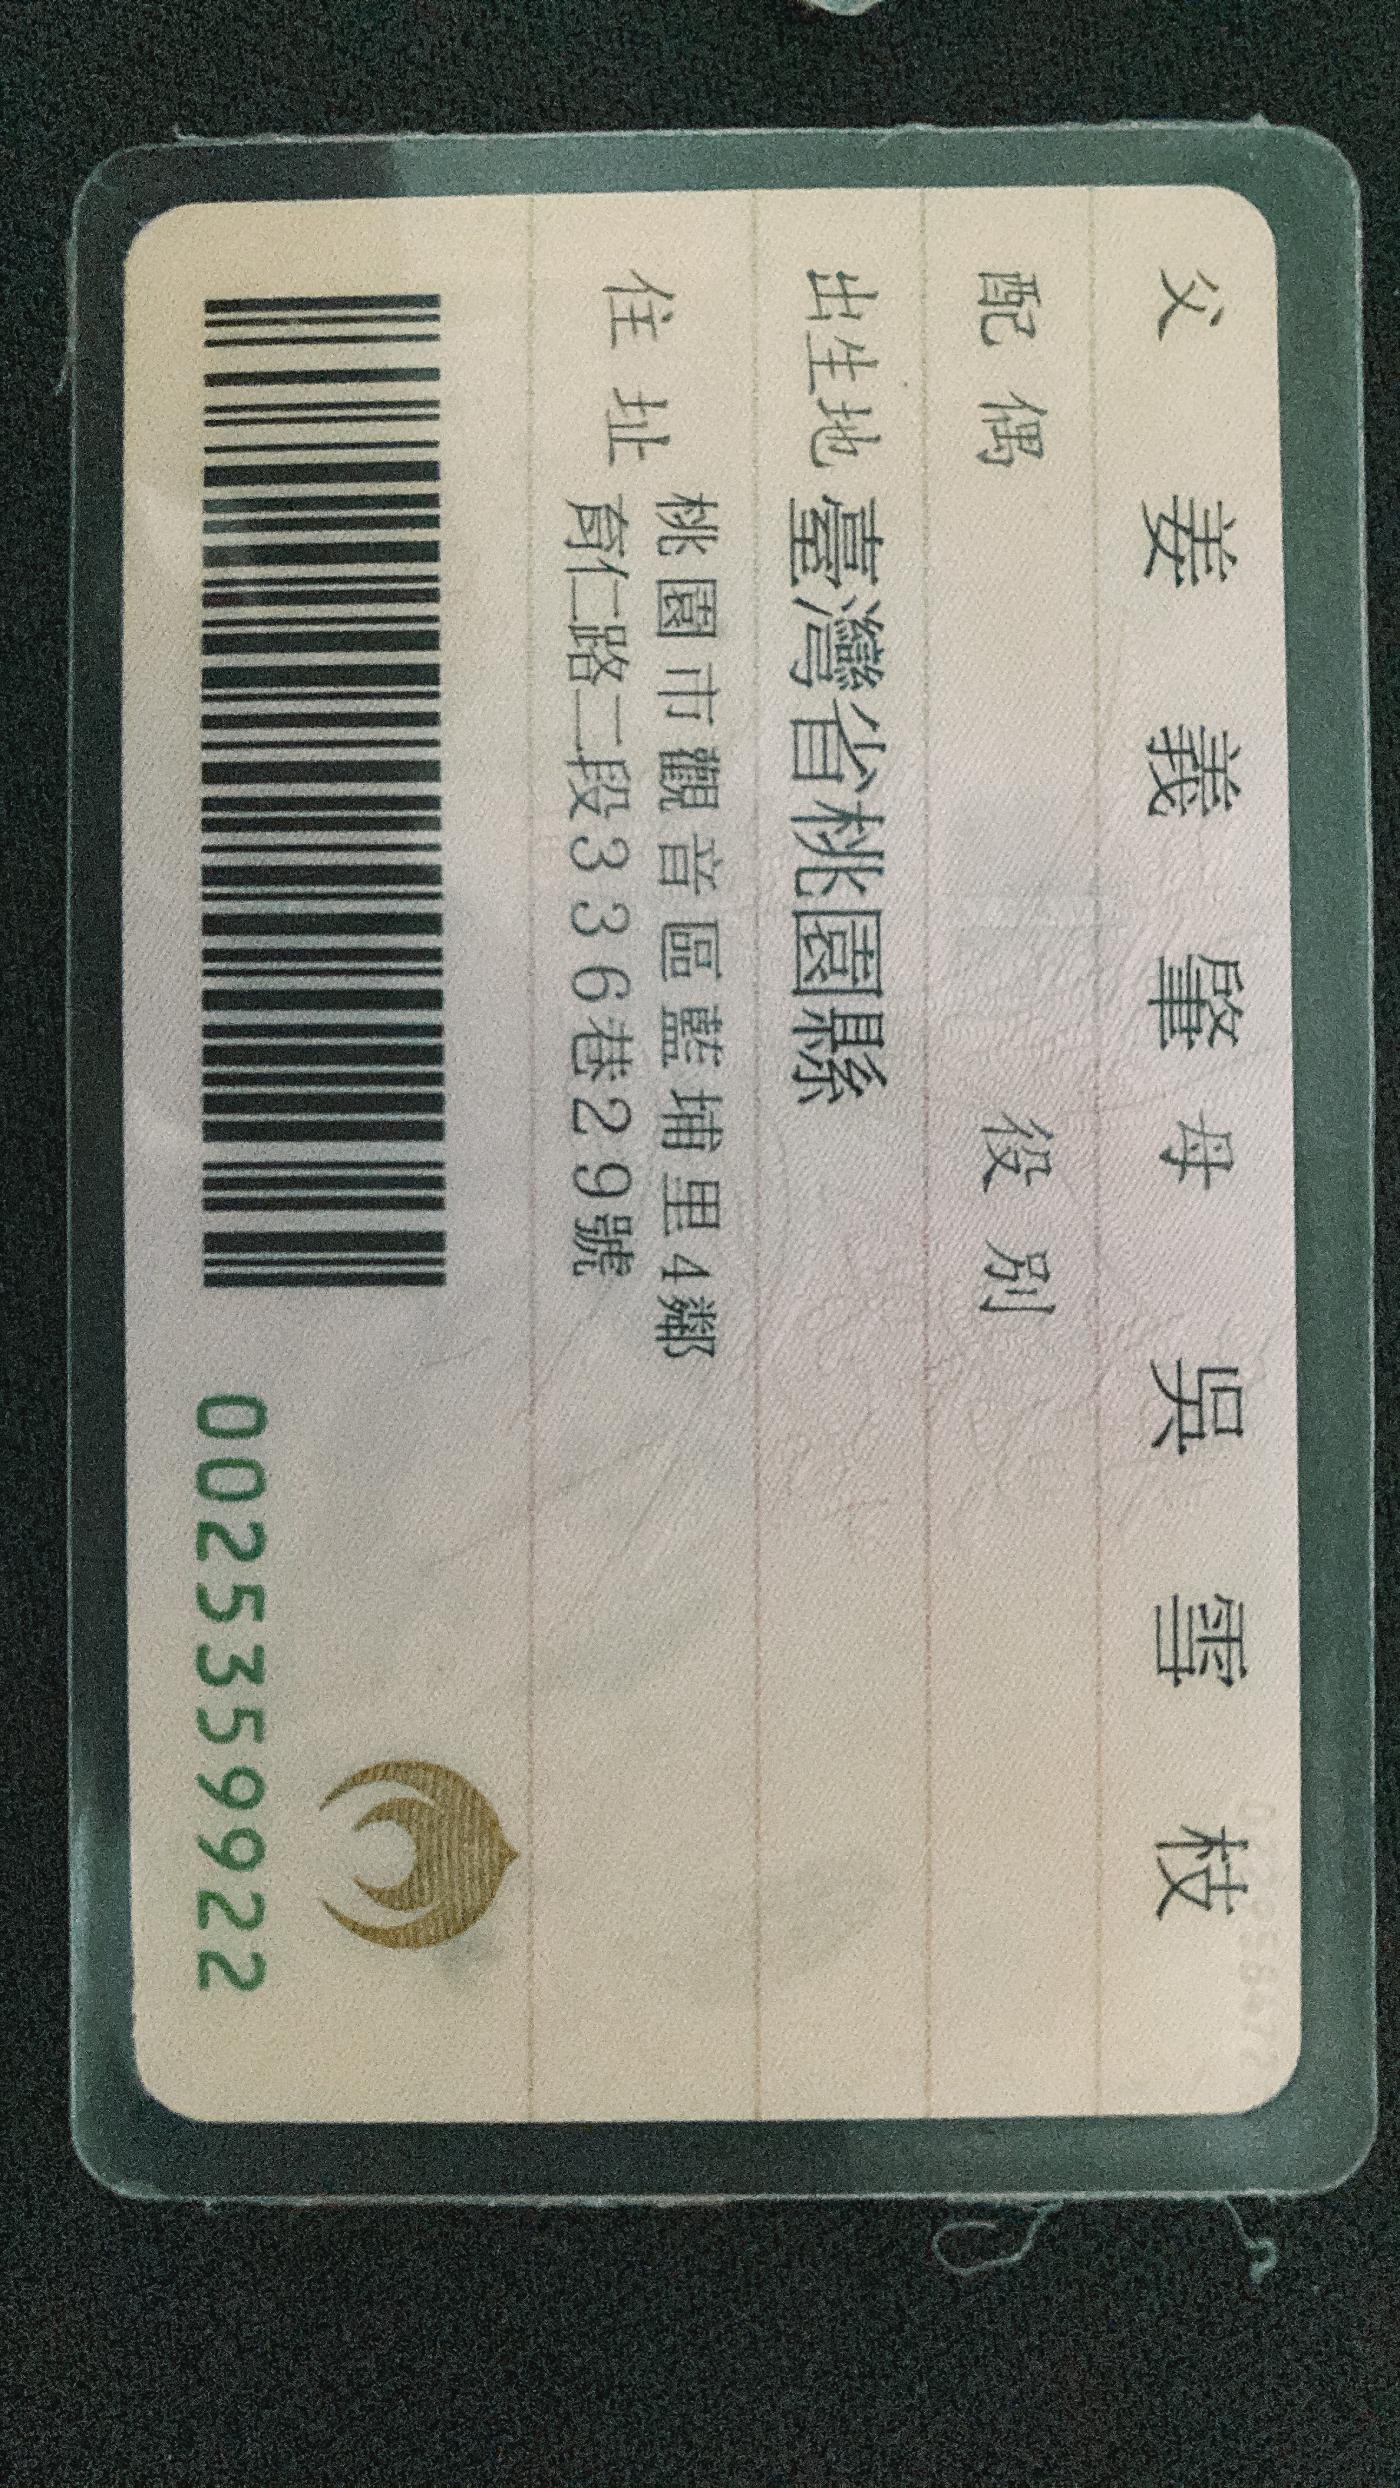 父 姜義肇 母 吳雪枝
配偶 役別
出生地 臺灣省桃園縣
住址 桃園市觀音區藍埔里4鄰
育仁路二段336巷29號
0025359922